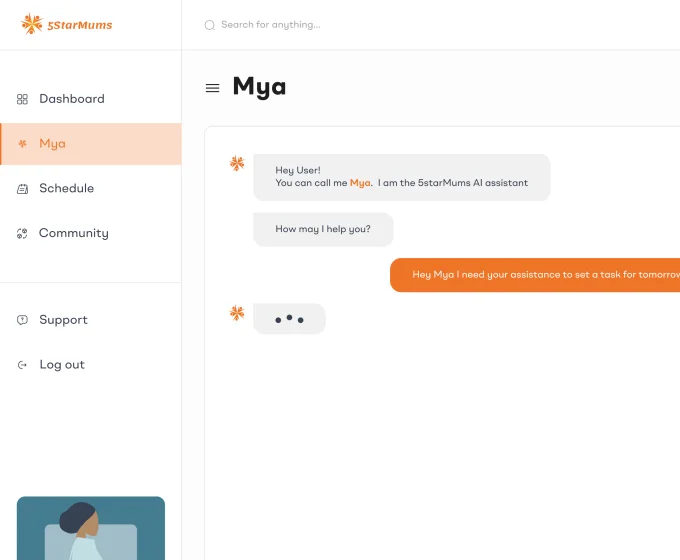 5StarMums
Search for anything...
Mya
Dashboard
Mya
Schedule
Community
Support
Log out
Hey User!
You can call me Mya. I am the 5starMums AI assistant
How may I help you?
Hey Mya I need your assistance to set a task for tomorrow